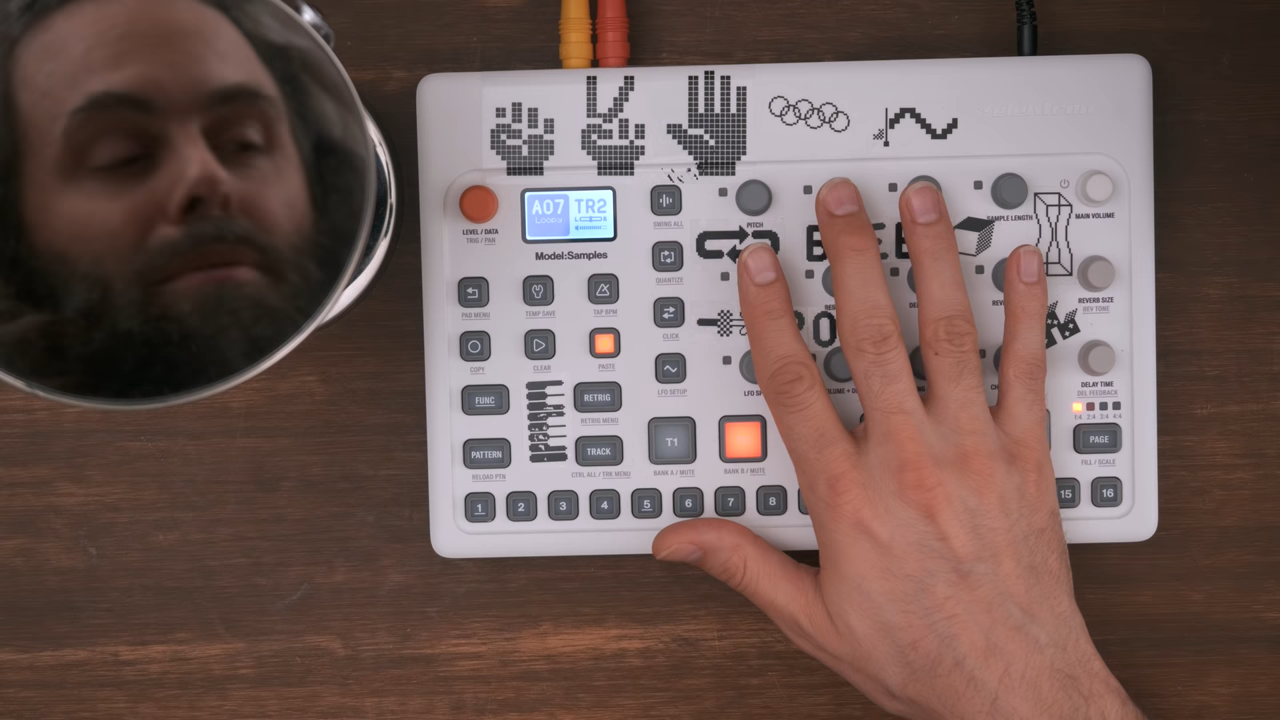 A07 TR2
Loops
LEVEL/DATA
TRIG / PAN
Model:Samples
SWING ALL
PITCH
SAMPLE LENGTH
MAIN VOLUME
PAD MENU
TEMP SAVE
TAP BPM
QUANTIZE
REVERB SIZE
REV TONE
COPY
CLEAR
PASTE
CLICK
LFO SETUP
DELAY TIME
DEL FEEDBACK
1:4 2:4 3:4 4:4
FUNC
RETRIG
RETRIG MENU
PATTERN
TRACK
T1
PAGE
RELOAD PTN
CTRL ALL / TRK MENU
BANK A / MUTE
BANK B / MUTE
FILL / SCALE
1 2 3 4 5 6 7 8 15 16